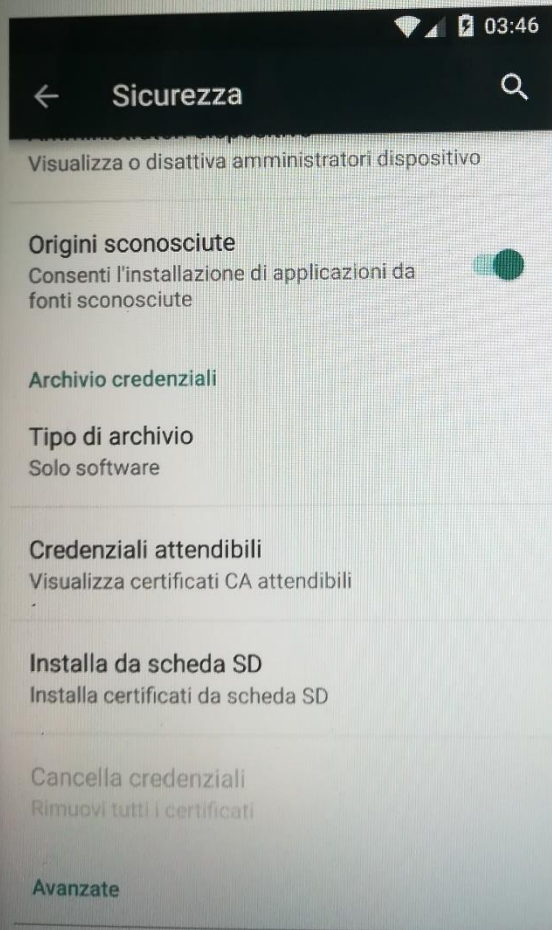 03:46
Sicurezza
Visualizza o disattiva amministratori dispositivo
Origini sconosciute
Consenti l'installazione di applicazioni da
fonti sconosciute
Archivio credenziali
Tipo di archivio
Solo software
Credenziali attendibili
Visualizza certificati CA attendibili
Installa da scheda SD
Installa certificati da scheda SD
Cancella credenziali
Rimuovi tutti i certificati
Avanzate